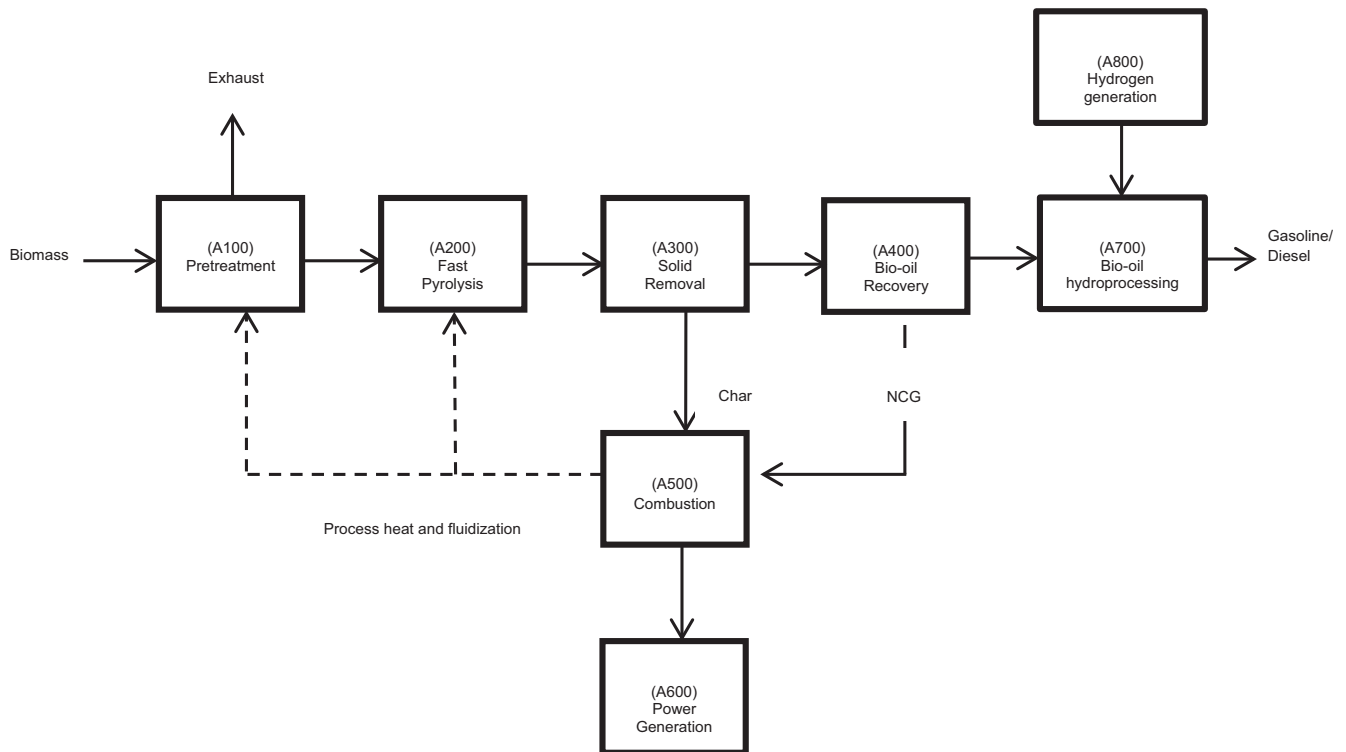 (A800)
Hydrogen
generation
Exhaust
Biomass
(A100)
Pretreatment
(A200)
Fast
Pyrolysis
(A300)
Solid
Removal
(A400)
Bio-oil
Recovery
(A700)
Bio-oil
hydroprocessing
Gasoline/
Diesel
Char
NCG
(A500)
Combustion
Process heat and fluidization
(A600)
Power
Generation